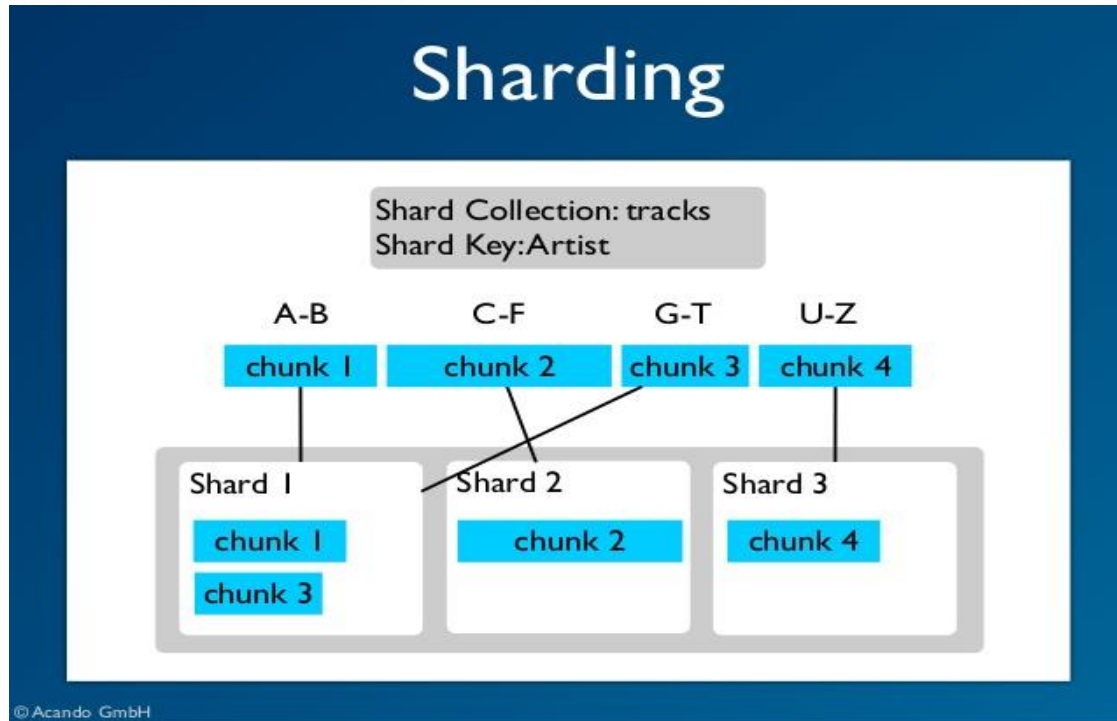 Sharding
Shard Collection: tracks
Shard Key:Artist
A-B C-F G-T U-Z
chunk 1 chunk 2 chunk 3 chunk 4
Shard 1 Shard 2 Shard 3
chunk 1 chunk 2 chunk 4
chunk 3
© Acando GmbH